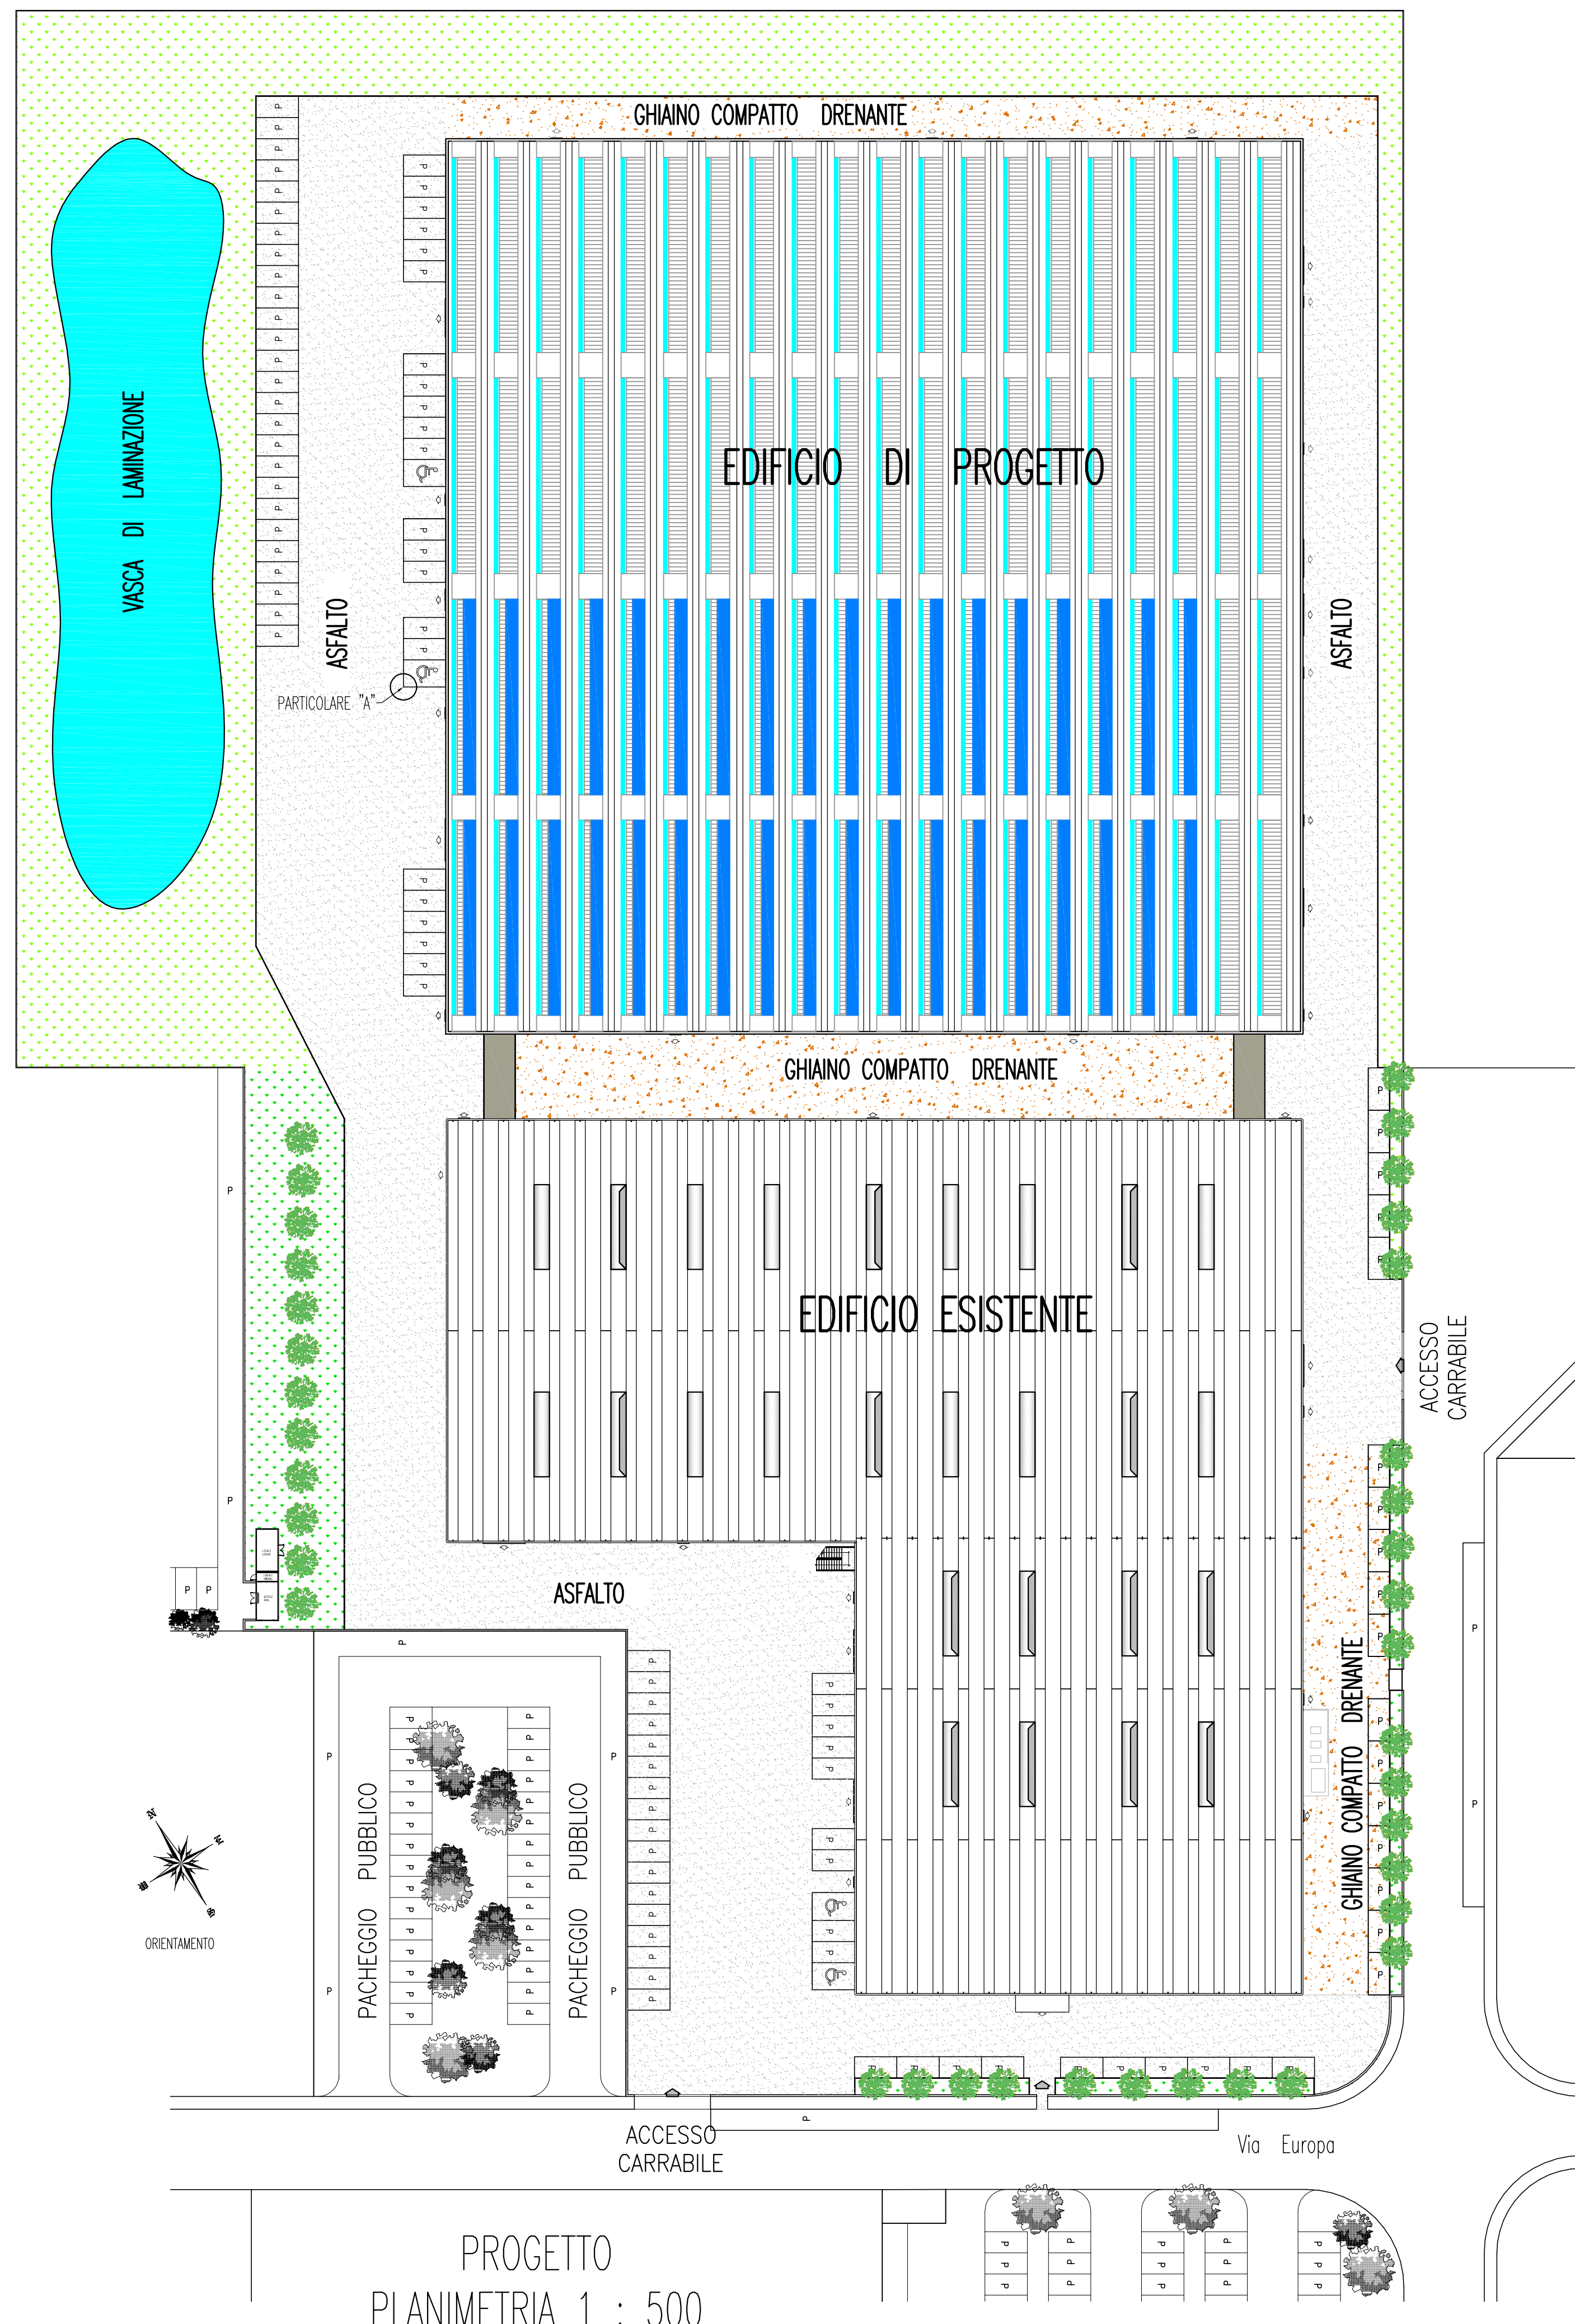 GHIAINO COMPATTO DRENANTE
EDIFICIO DI PROGETTO
VASCA DI LAMINAZIONE
ASFALTO
ASFALTO
PARTICOLARE "A"
GHIAINO COMPATTO DRENANTE
EDIFICIO ESISTENTE
ACCESSO
CARRABILE
ASFALTO
GHIAINO COMPATTO DRENANTE
PACHEGGIO PUBBLICO
PACHEGGIO PUBBLICO
N
ORIENTAMENTO
P
ACCESSO
CARRABILE
Via Europa
PROGETTO
PLANIMETRIA 1 : 500